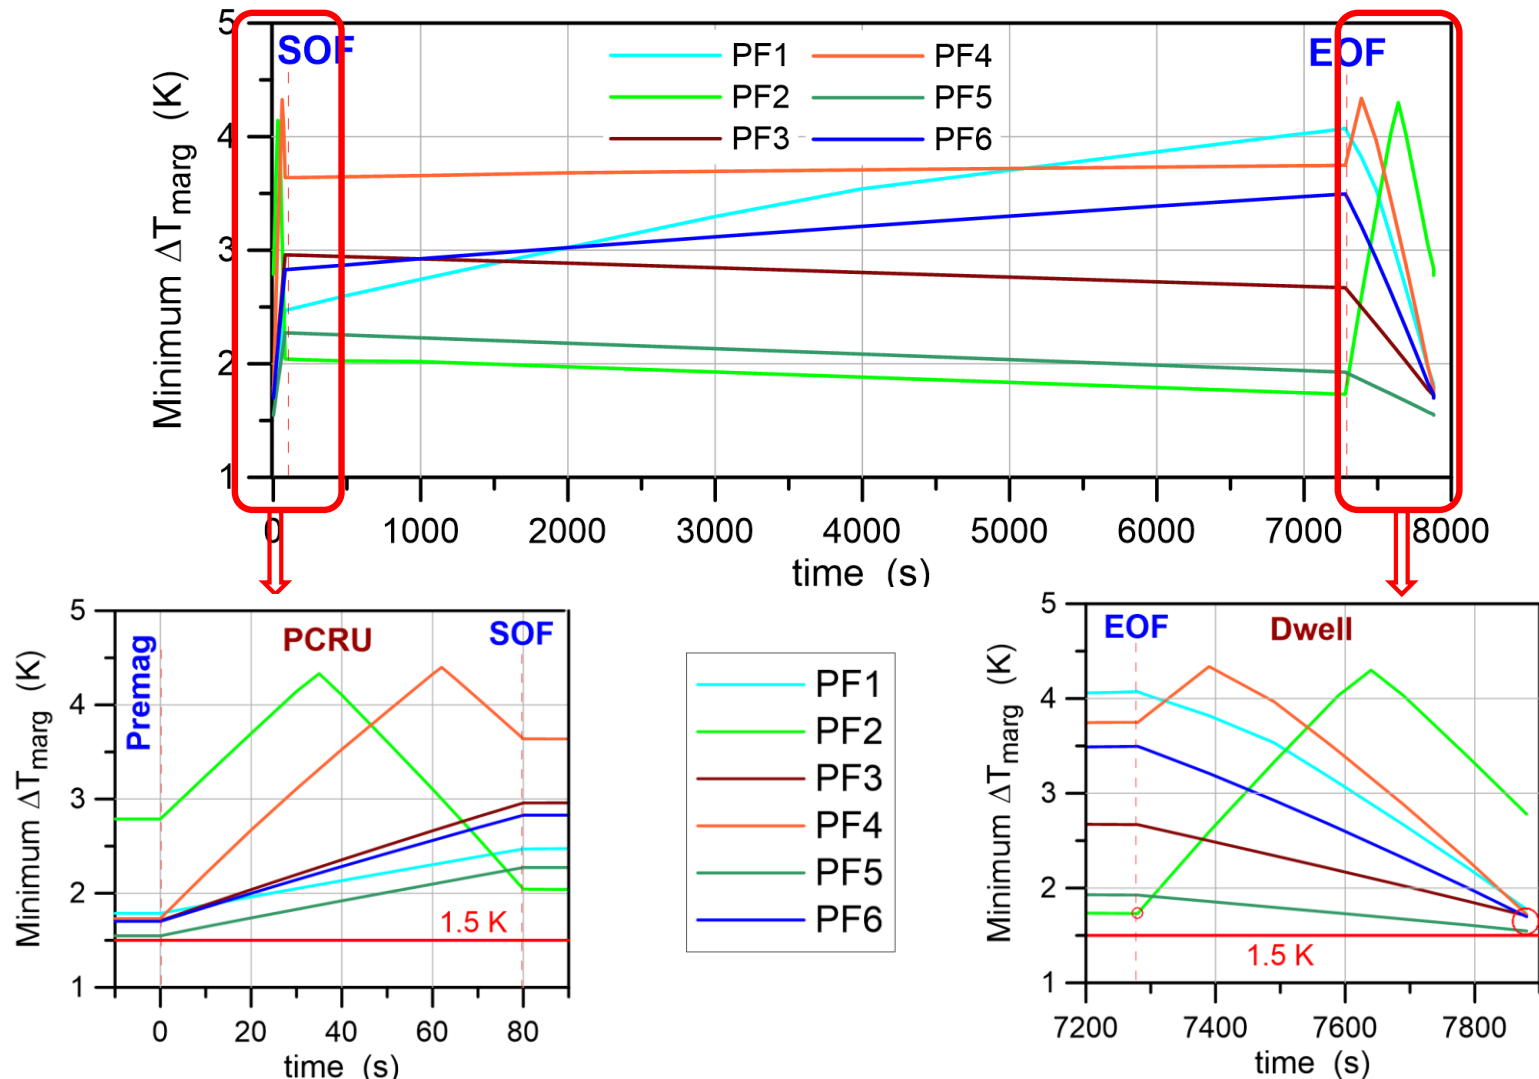 5
4
3
2
1
Minimum ΔTmarg (K)
SOF
EOF
PF1 PF4
PF2 PF5
PF3 PF6
0 1000 2000 3000 4000 5000 6000 7000 8000
time (s)
5
4
3
2
1
Minimum ΔTmarg (K)
Premag
PCRU
SOF
1.5 K
0 20 40 60 80
time (s)
PF1
PF2
PF3
PF4
PF5
PF6
5
4
3
2
1
Minimum ΔTmarg (K)
EOF
Dwell
1.5 K
7200 7400 7600 7800
time (s)